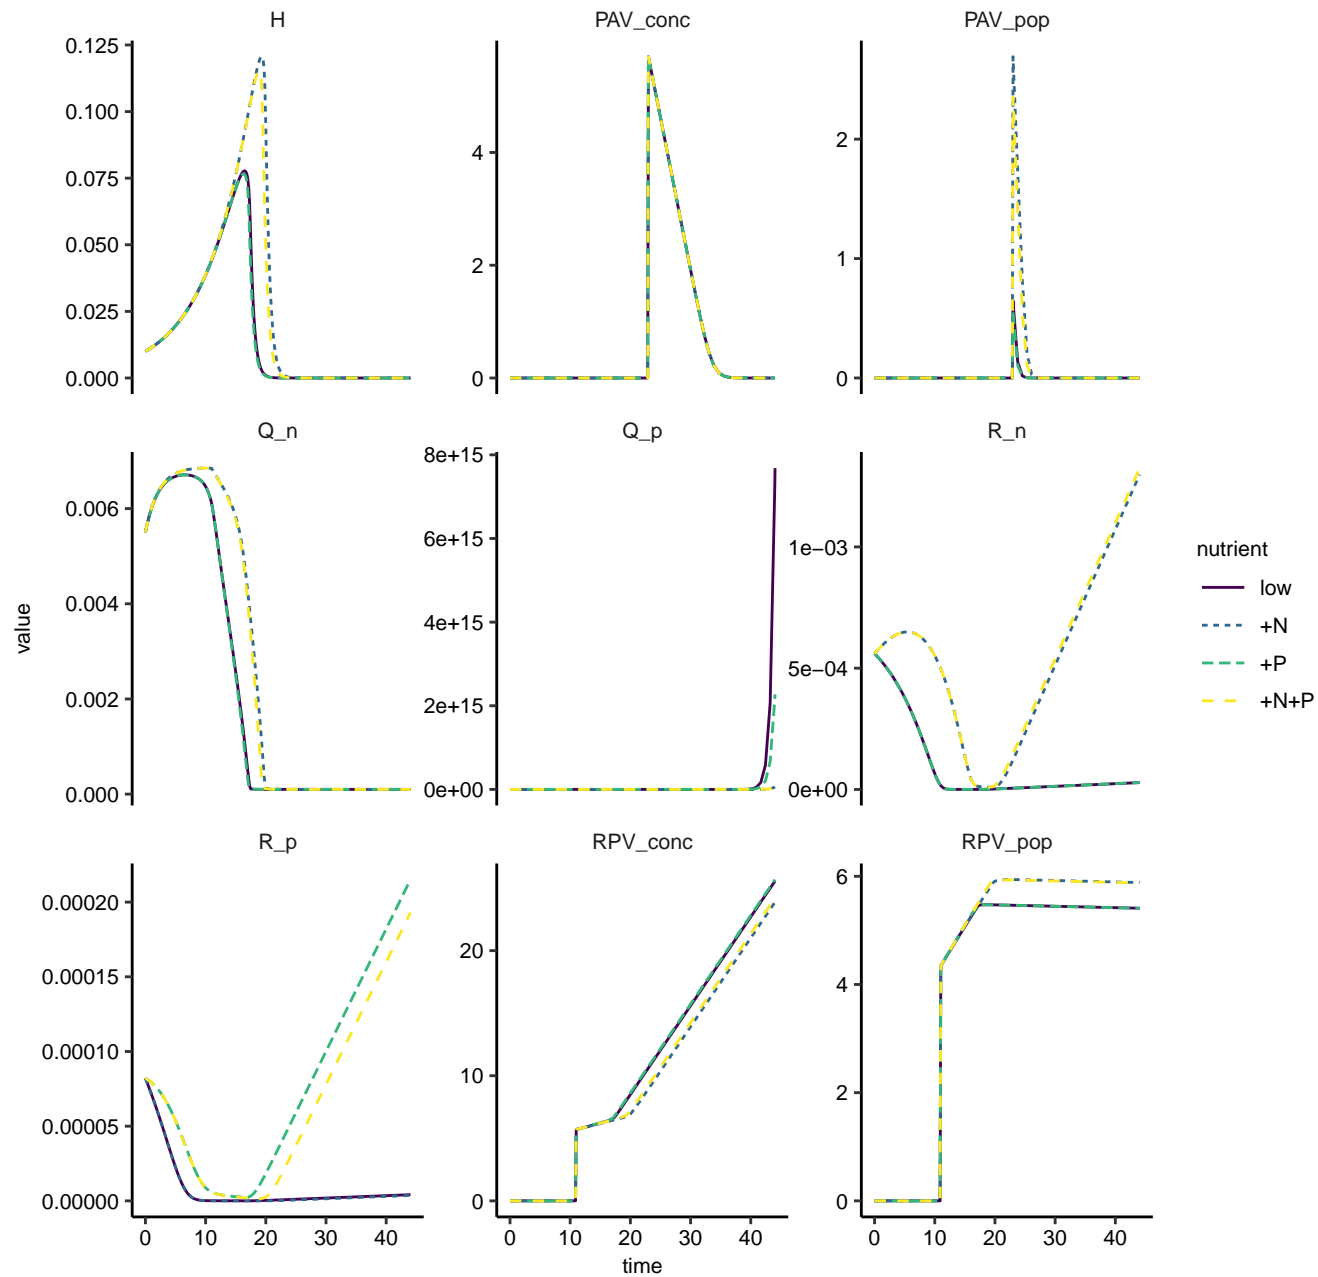 H
PAV_conc
PAV_pop
0.125
0.100
0.075
0.050
0.025
0.000
4
2
0
2
1
0
Q_n
Q_p
R_n
0.006
0.004
0.002
0.000
8e+15
6e+15
4e+15
2e+15
0e+00
1e−03
5e−04
0e+00
value
nutrient
low
+N
+P
+N+P
R_p
RPV_conc
RPV_pop
0.00020
0.00015
0.00010
0.00005
0.00000
20
10
0
6
4
2
0
0 10 20 30 40
0 10 20 30 40
0 10 20 30 40
time